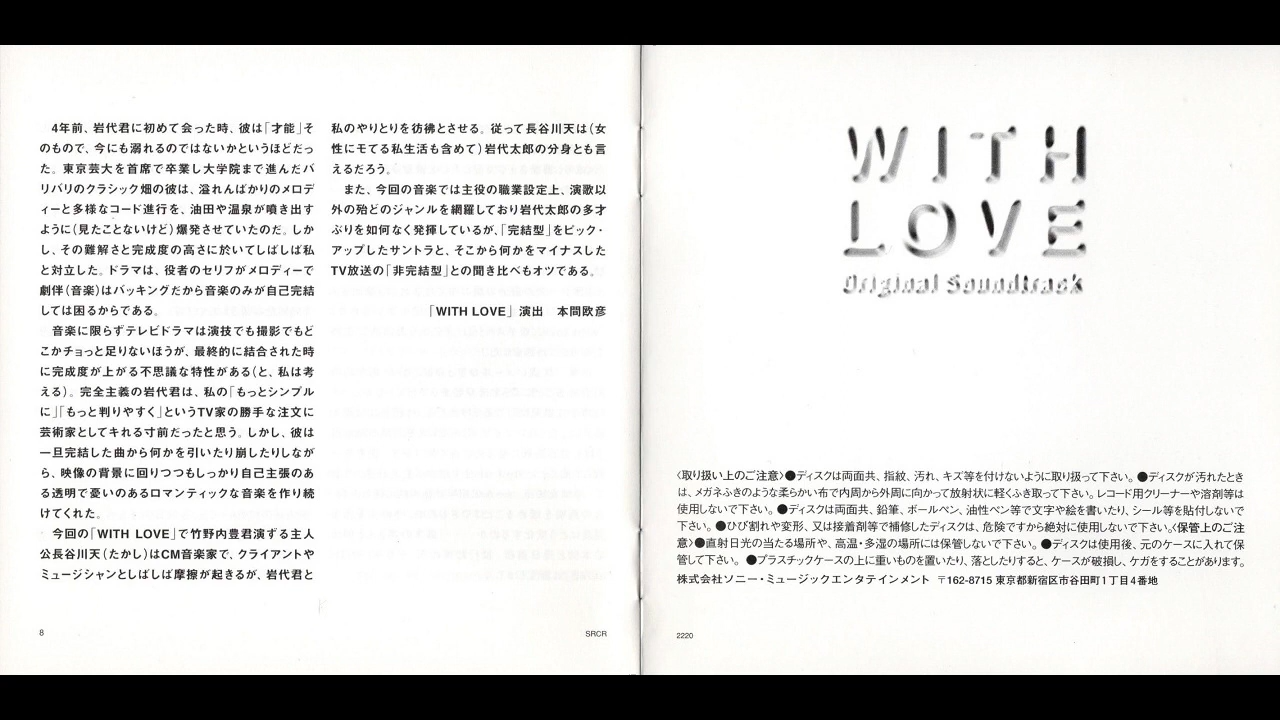 4年前、岩代君に初めて会った時、彼は「才能」そ
のもので、今にも溺れるのではないかというほどだっ
た。東京芸大を首席で卒業し大学院まで進んだバ
リバリのクラシック畑の彼は、溢れんばかりのメロデ
ィーと多様なコード進行を、油田や温泉が噴き出す
ように(見たことないけど)爆発させていたのだ。しか
し、その難解さと完成度の高さに於いてしばしば私
と対立した。ドラマは、役者のセリフがメロディーで
劇伴(音楽)はバッキングだから音楽のみが自己完結
しては困るからである。
音楽に限らずテレビドラマは演技でも撮影でもど
こかチョっと足りないほうが、最終的に結合された時
に完成度が上がる不思議な特性がある(と、私は考
える)。完全主義の岩代君は、私の「もっとシンプル
に」「もっと判りやすく」というTV家の勝手な注文に
芸術家としてキれる寸前だったと思う。しかし、彼は
一旦完結した曲から何かを引いたり崩したりしなが
ら、映像の背景に回りつつもしっかり自己主張のあ
る透明で憂いのあるロマンティックな音楽を作り続
けてくれた。
今回の「WITH LOVE」で竹野内豊君演ずる主人
公長谷川天(たかし)はCM音楽家で、クライアントや
ミュージシャンとしばしば摩擦が起きるが、岩代君と
私のやりとりを彷彿とさせる。従って長谷川天は(女
性にモてる私生活も含めて)岩代太郎の分身とも言
えるだろう。
また、今回の音楽では主役の職業設定上、演歌以
外の殆どのジャンルを網羅しており岩代太郎の多才
ぶりを如何なく発揮しているが、「完結型」をピック・
アップしたサントラと、そこから何かをマイナスした
TV放送の「非完結型」との聞き比べもオツである。
「WITH LOVE」演出　本間欧彦
8
SRCR
WITH
LOVE
Original Soundtrack
〈取り扱い上のご注意〉●ディスクは両面共、指紋、汚れ、キズ等を付けないように取り扱って下さい。●ディスクが汚れたとき
は、メガネふきのような柔らかい布で内周から外周に向かって放射状に軽くふき取って下さい。レコード用クリーナーや溶剤等は
使用しないで下さい。●ディスクは両面共、鉛筆、ボールペン、油性ペン等で文字や絵を書いたり、シール等を貼付しないで
下さい。●ひび割れや変形、又は接着剤等で補修したディスクは、危険ですから絶対に使用しないで下さい。〈保管上のご注
意〉●直射日光の当たる場所や、高温・多湿の場所には保管しないで下さい。●ディスクは使用後、元のケースに入れて保
管して下さい。●プラスチックケースの上に重いものを置いたり、落としたりすると、ケースが破損し、ケガをすることがあります。
株式会社ソニー・ミュージックエンタテインメント　〒162-8715 東京都新宿区市谷田町1丁目4番地
2220